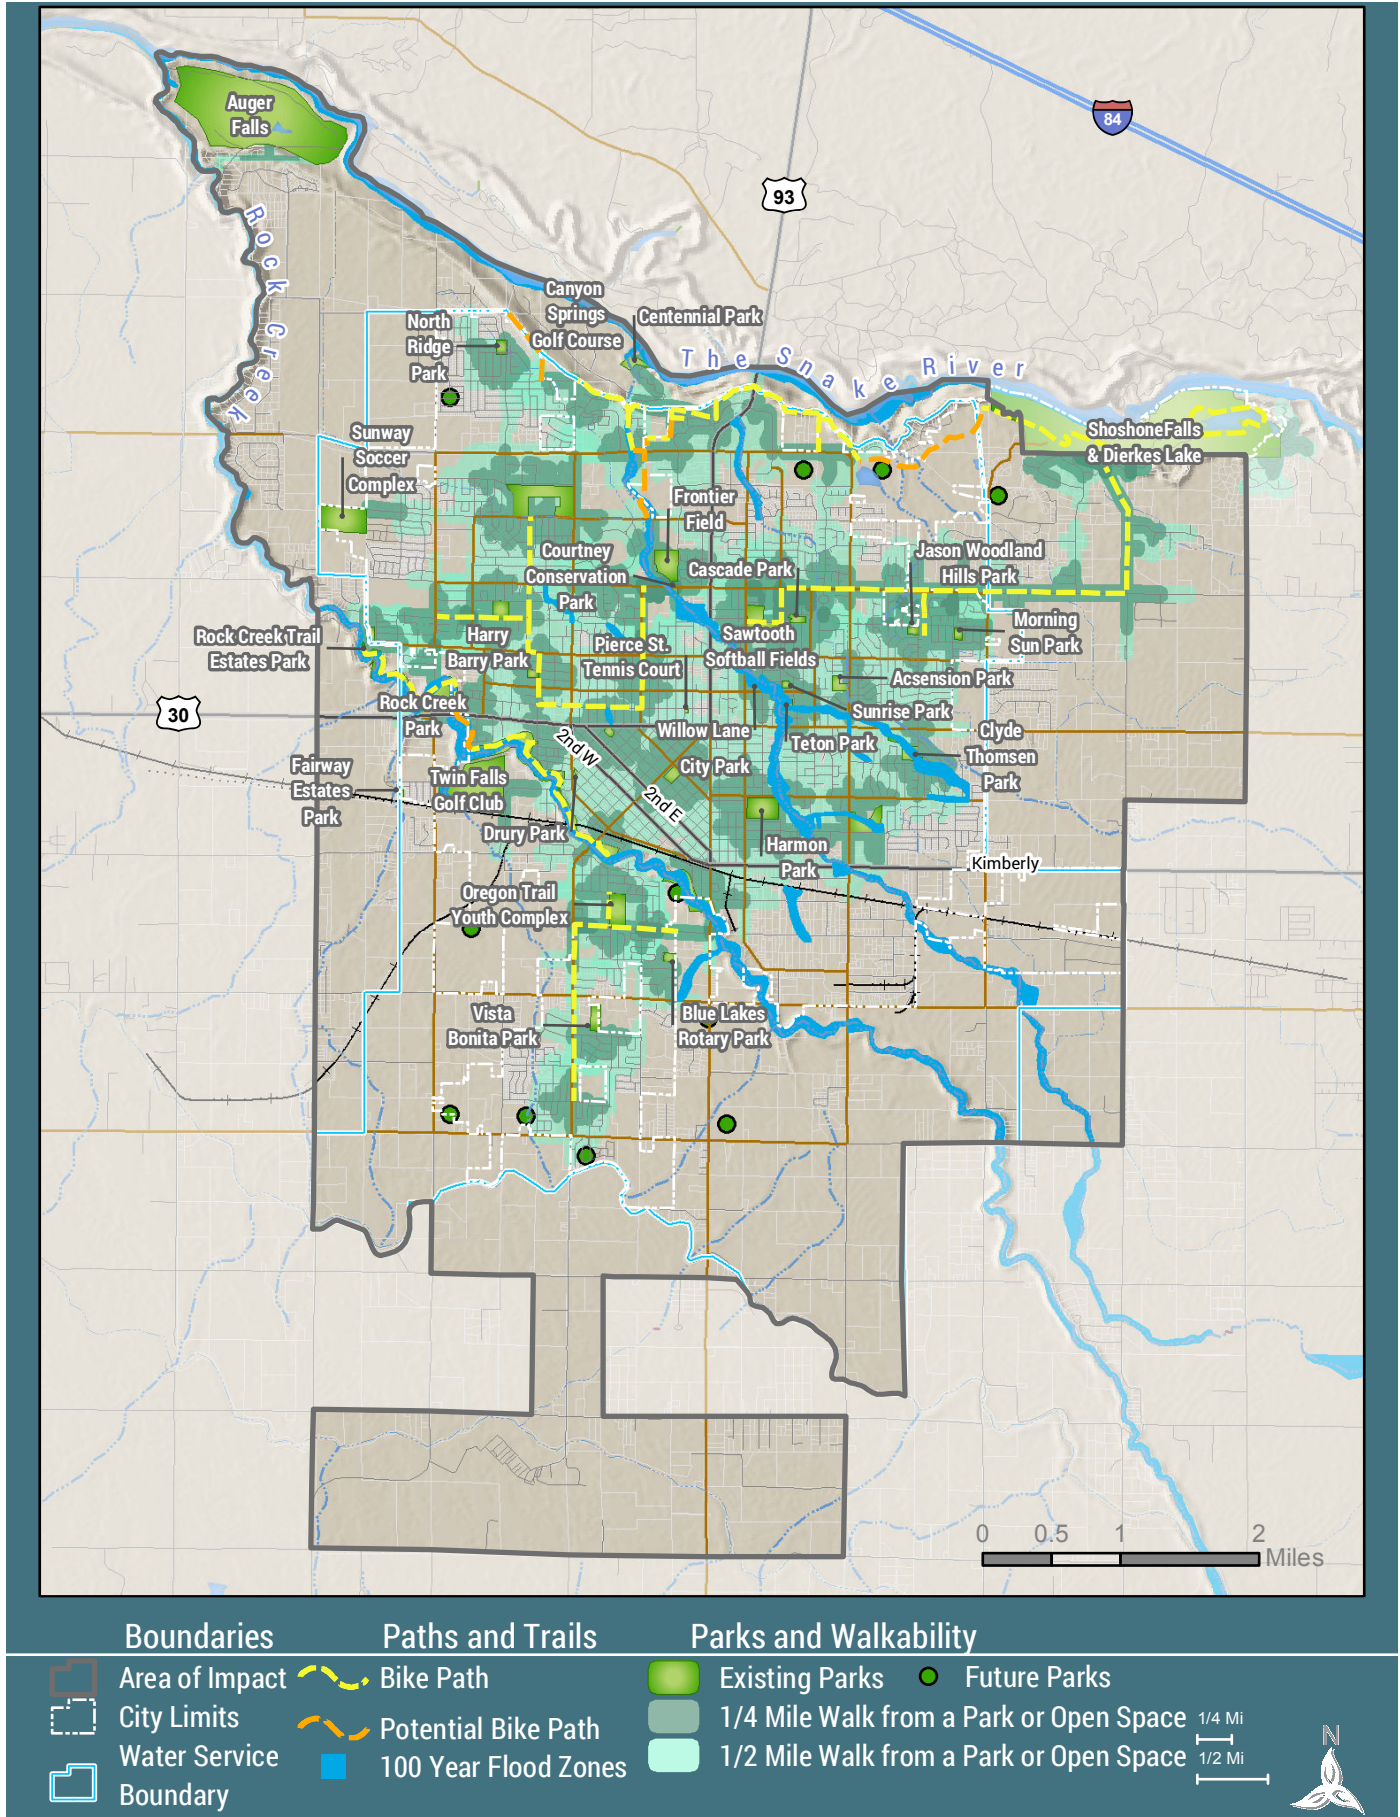 Auger
Falls
84
93
Rock Creek
Canyon
Springs
Golf Course
Centennial Park
North
Ridge
Park
The Snake River
Sunway
Soccer
Complex
ShoshoneFalls
& Dierkes Lake
Frontier
Field
Courtney
Conservation
Park
Cascade Park
Jason Woodland
Hills Park
Rock Creek Trail
Estates Park
Harry
Barry Park
Pierce St.
Tennis Court
Sawtooth
Softball Fields
Morning
Sun Park
Acsension Park
30
Rock Creek
Park
Sunrise Park
Willow Lane
Teton Park
Clyde
Thomsen
Park
2nd W
City Park
Fairway
Estates
Park
Twin Falls
Golf Club
2nd E
Drury Park
Harmon
Park
Kimberly
Oregon Trail
Youth Complex
Vista
Bonita Park
Blue Lakes
Rotary Park
0 0.5 1 2
Miles
Boundaries
Area of Impact
City Limits
Water Service
Boundary
Paths and Trails
Bike Path
Potential Bike Path
100 Year Flood Zones
Parks and Walkability
Existing Parks
Future Parks
1/4 Mile Walk from a Park or Open Space
1/4 Mi
1/2 Mile Walk from a Park or Open Space
1/2 Mi
N